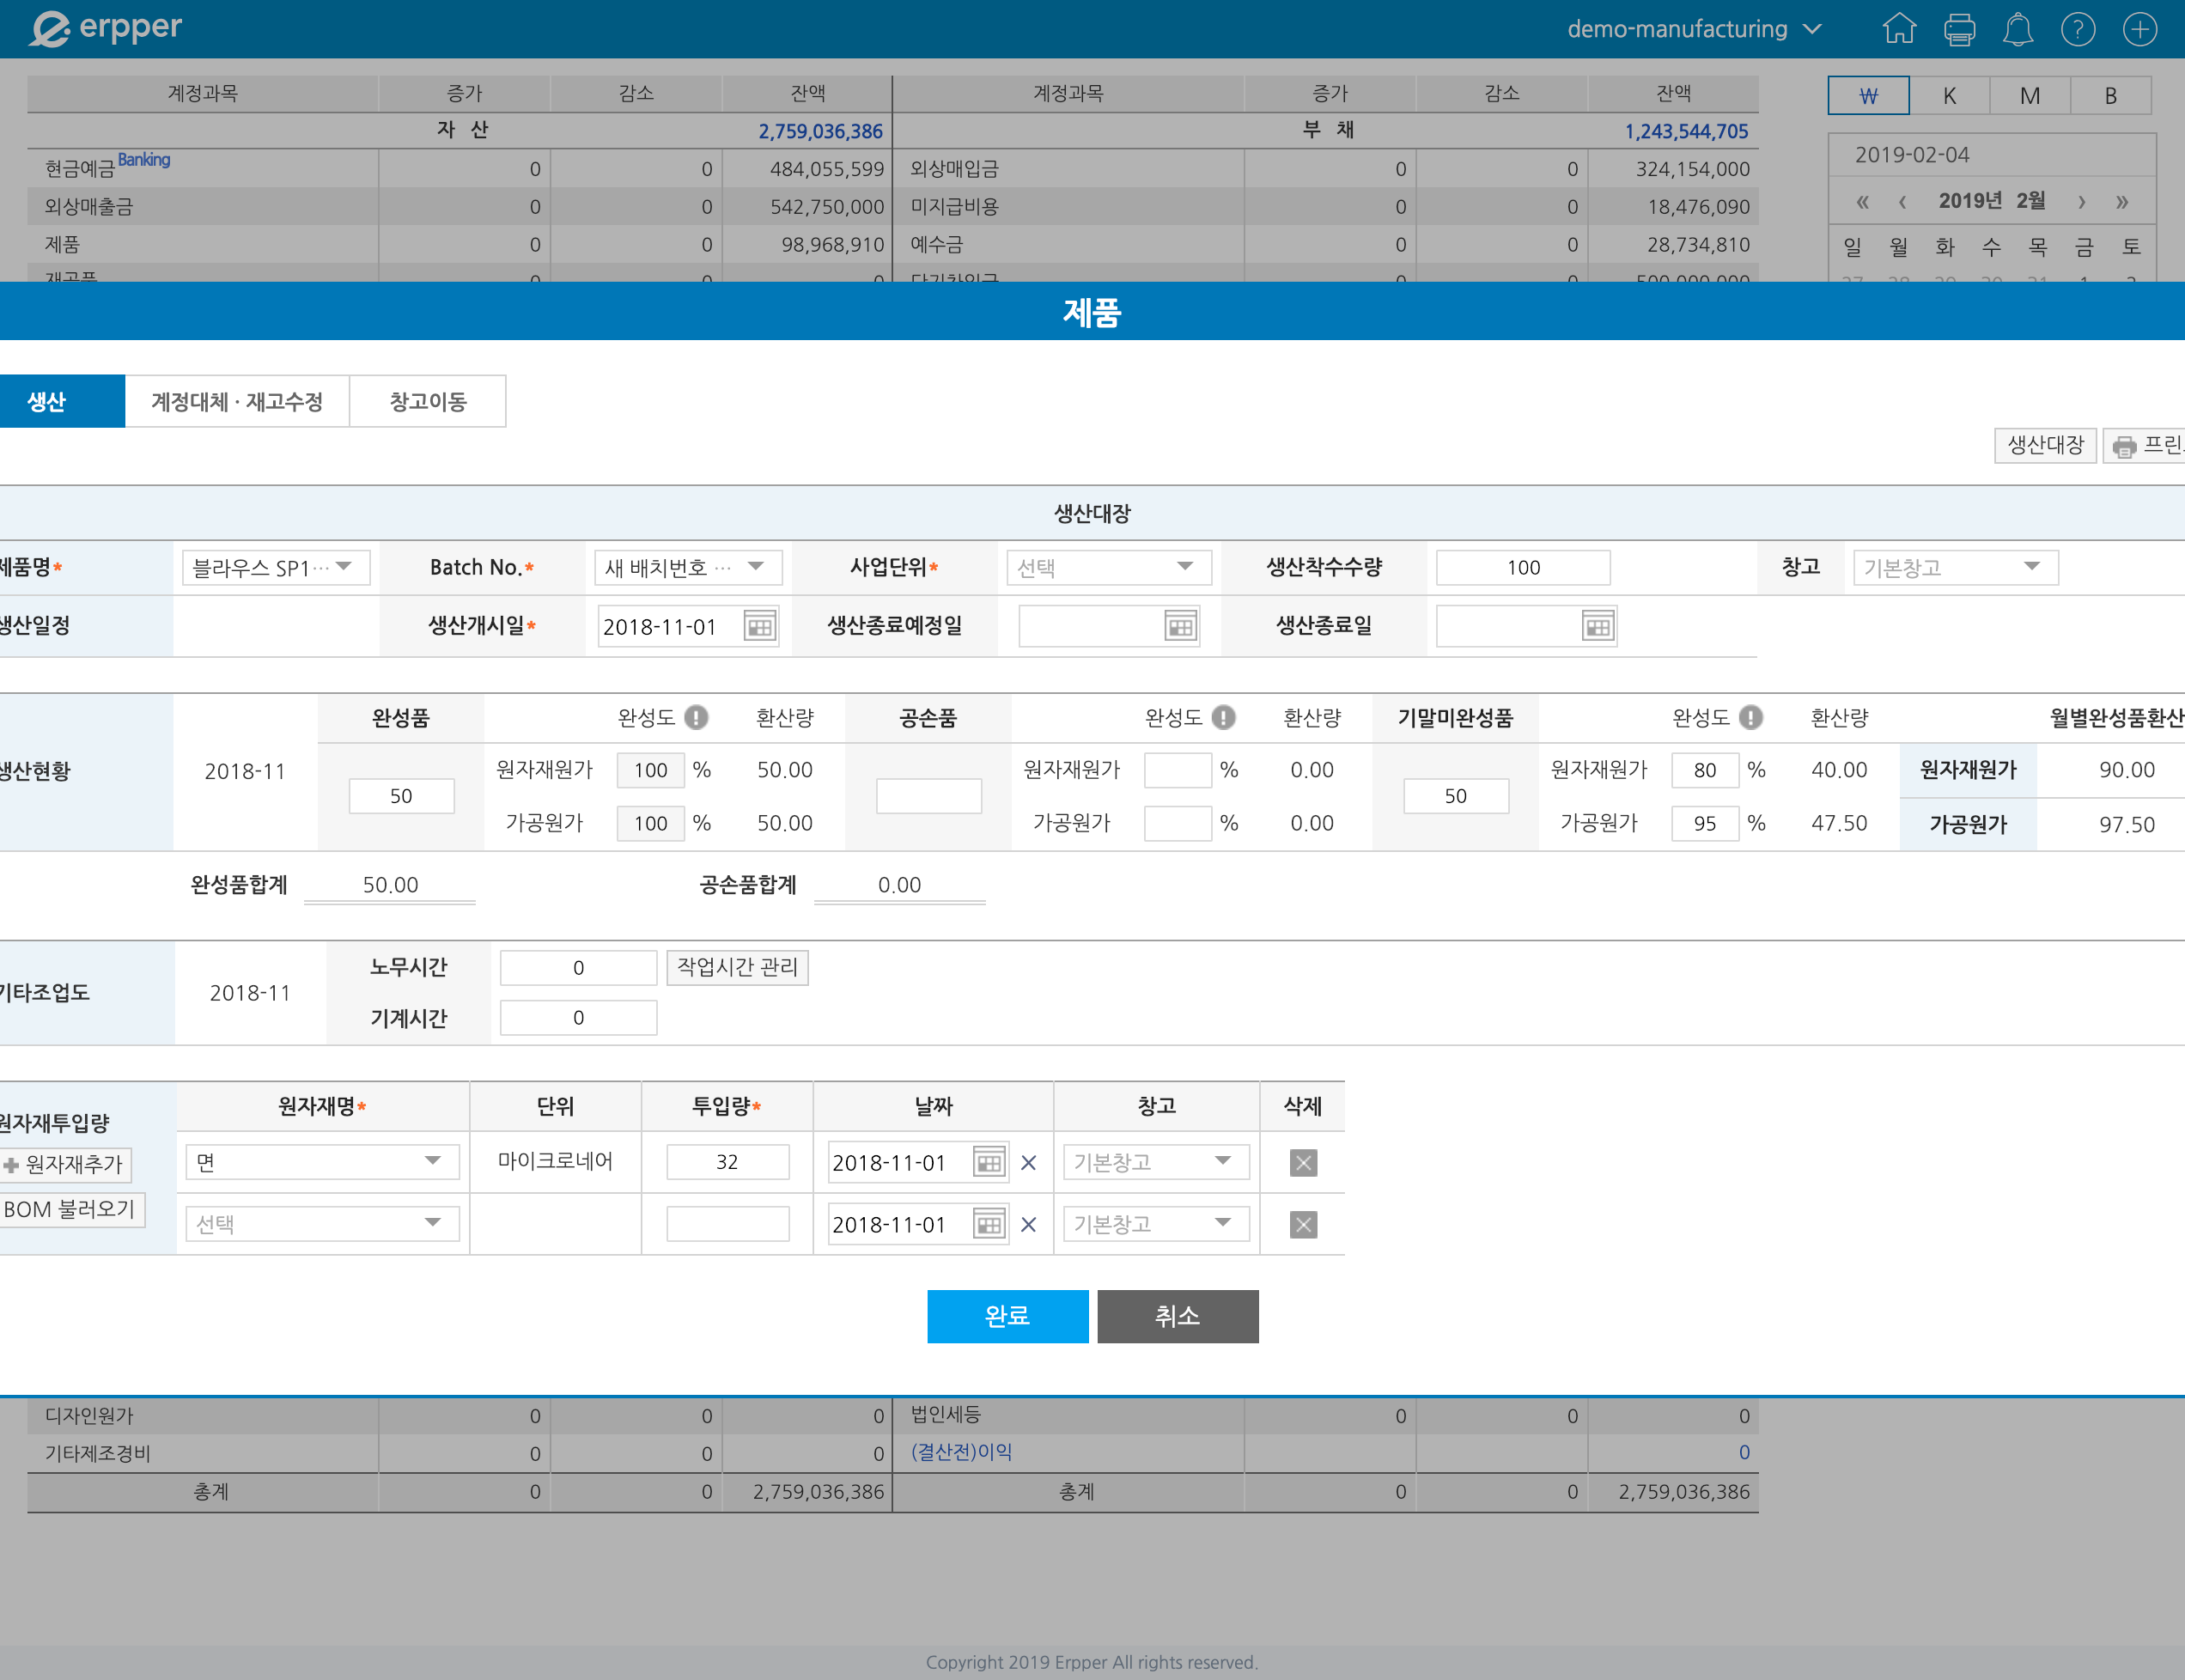 erpper
demo-manufacturing
계정과목 증가 감소 잔액 계정과목 증가 감소 잔액
₩ K M B
자 산 2,759,036,386 부 채 1,243,544,705
현금예금 Banking 0 0 484,055,599 외상매입금 0 0 324,154,000
2019-02-04
외상매출금 0 0 542,750,000 미지급비용 0 0 18,476,090
« ‹ 2019년 2월 › »
제품 0 0 98,968,910 예수금 0 0 28,734,810
일 월 화 수 목 금 토
제품
생산 계정대체 · 재고수정 창고이동
생산대장
생산대장
제품명* 블라우스 SP1··· Batch No.* 새 배치번호 ··· 사업단위* 선택 생산착수수량 100 창고 기본창고
생산일정 생산개시일* 2018-11-01 생산종료예정일 생산종료일
완성품 완성도 환산량 공손품 완성도 환산량 기말미완성품 완성도 환산량 월별완성품환산
생산현황 2018-11 50 원자재원가 100 % 50.00 원자재원가 % 0.00 50 원자재원가 80 % 40.00 원자재원가 90.00
가공원가 100 % 50.00 가공원가 % 0.00 가공원가 95 % 47.50 가공원가 97.50
완성품합계 50.00 공손품합계 0.00
기타조업도 2018-11 노무시간 0 작업시간 관리
기계시간 0
원자재투입량 원자재명* 단위 투입량* 날짜 창고 삭제
원자재추가 면 마이크로네어 32 2018-11-01 × 기본창고
BOM 불러오기 선택 2018-11-01 × 기본창고
완료 취소
디자인원가 0 0 0 법인세등 0 0 0
기타제조경비 0 0 0 (결산전)이익 0
총계 0 0 2,759,036,386 총계 0 0 2,759,036,386
Copyright 2019 Erpper All rights reserved.